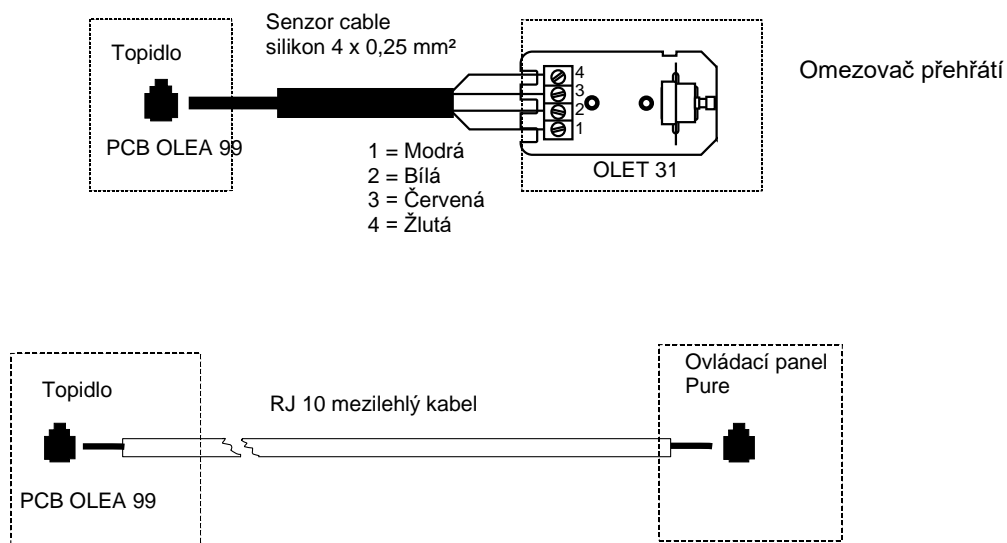 Senzor cable
silikon 4 x 0,25 mm²
Topidlo
PCB OLEA 99
4
3
2
1
Omezovač přehřátí
OLET 31
1 = Modrá
2 = Bílá
3 = Červená
4 = Žlutá
Topidlo
RJ 10 mezilehlý kabel
Ovládací panel
Pure
PCB OLEA 99